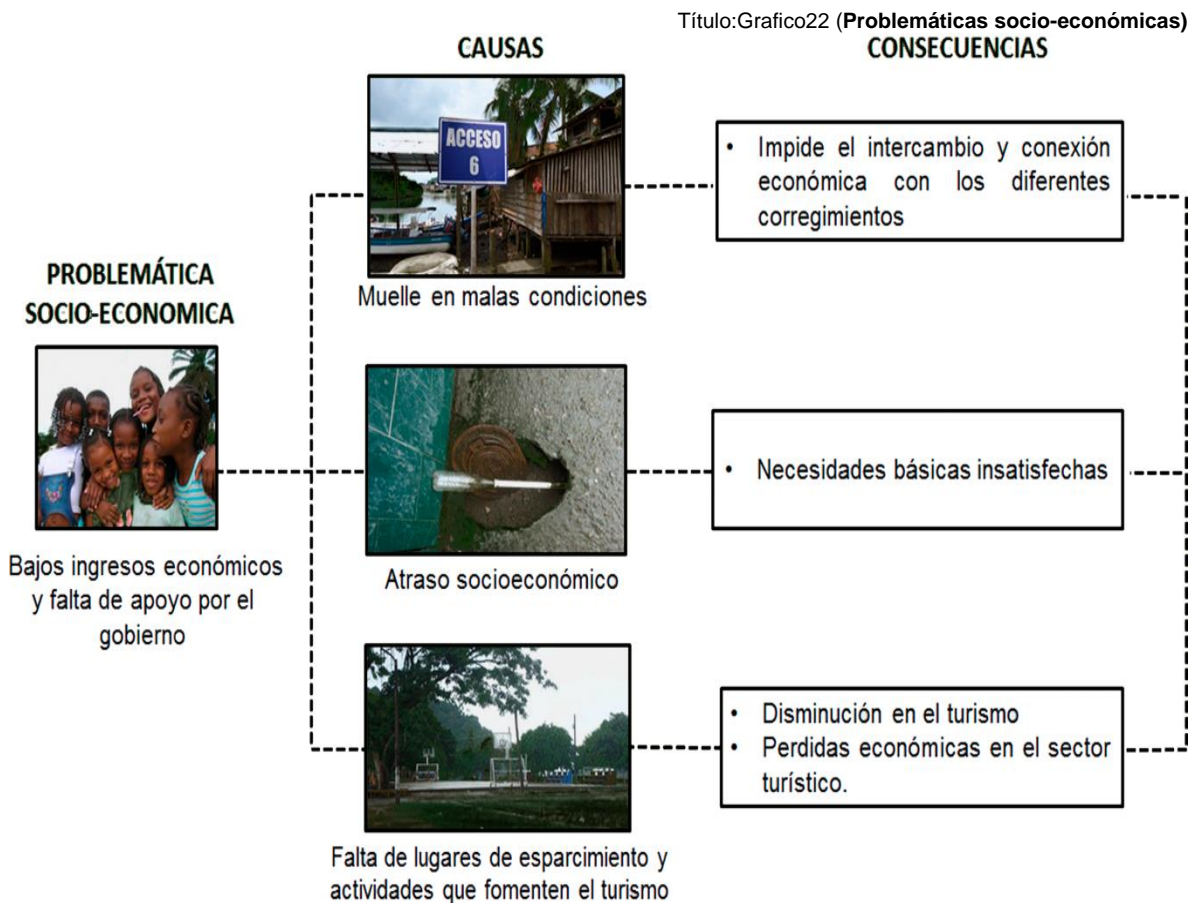 Título:Grafico22 (Problemáticas socio-económicas)
CAUSAS
CONSECUENCIAS
ACCESO
6
Muelle en malas condiciones
• Impide el intercambio y conexión
económica con los diferentes
corregimientos
PROBLEMÁTICA
SOCIO-ECONOMICA
Bajos ingresos económicos
y falta de apoyo por el
gobierno
Atraso socioeconómico
• Necesidades básicas insatisfechas
Falta de lugares de esparcimiento y
actividades que fomenten el turismo
• Disminución en el turismo
• Perdidas económicas en el sector
turístico.